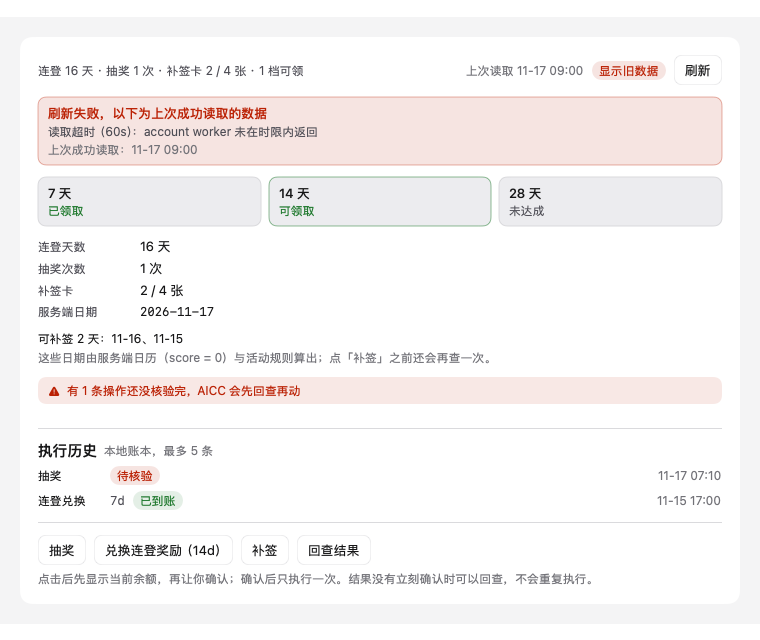 连登 16 天 · 抽奖 1 次 · 补签卡 2 / 4 张 · 1 档可领
上次读取 11-17 09:00 显示旧数据 刷新
刷新失败，以下为上次成功读取的数据
读取超时（60s）：account worker 未在时限内返回
上次成功读取：11-17 09:00
7 天
已领取
14 天
可领取
28 天
未达成
连登天数 16 天
抽奖次数 1 次
补签卡 2 / 4 张
服务端日期 2026-11-17
可补签 2 天：11-16、11-15
这些日期由服务端日历（score = 0）与活动规则算出；点「补签」之前还会再查一次。
有 1 条操作还没核验完，AICC 会先回查再动
执行历史 本地账本，最多 5 条
抽奖 待核验 11-17 07:10
连登兑换 7d 已到账 11-15 17:00
抽奖 兑换连登奖励（14d） 补签 回查结果
点击后先显示当前余额，再让你确认；确认后只执行一次。结果没有立刻确认时可以回查，不会重复执行。